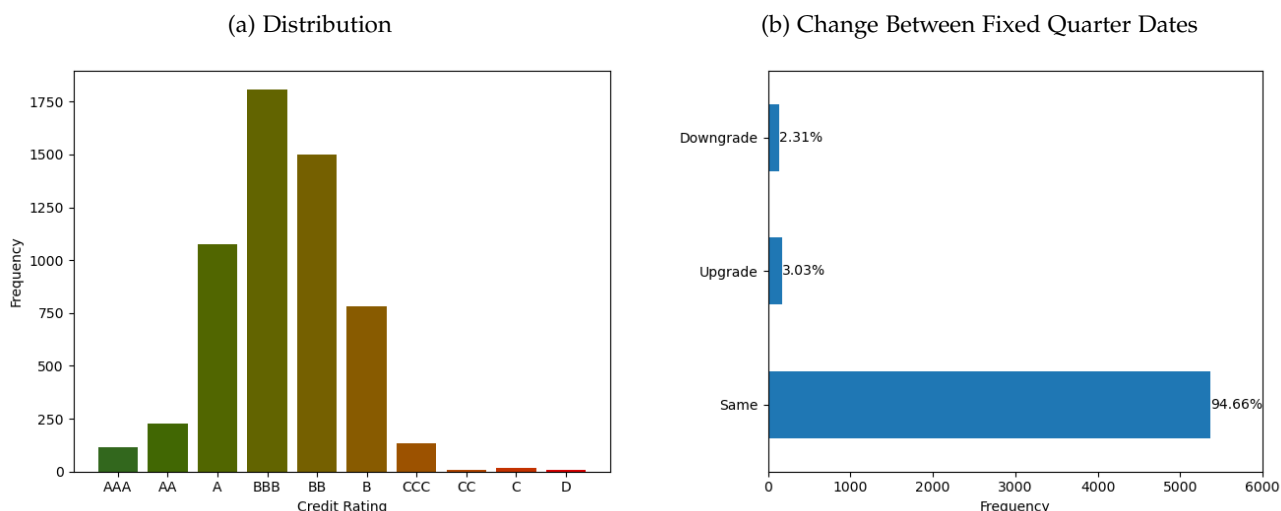 (a) Distribution
1750
1500
1250
1000
750
500
250
0
Frequency
AAA AA A BBB BB B CCC CC C D
Credit Rating
(b) Change Between Fixed Quarter Dates
Downgrade 2.31%
Upgrade 3.03%
Same 94.66%
0 1000 2000 3000 4000 5000 6000
Frequency